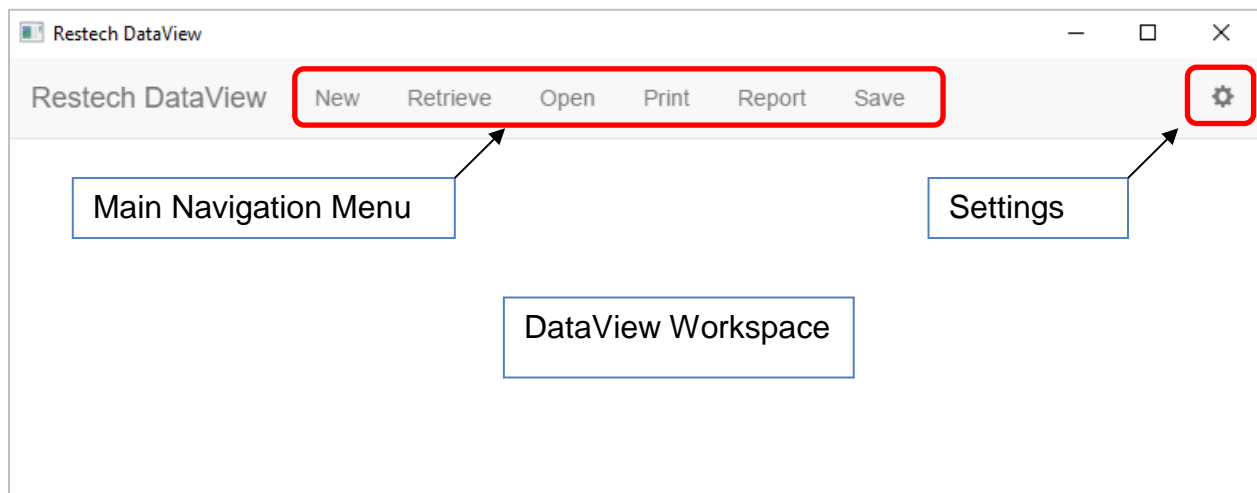 Restech DataView
Restech DataView New Retrieve Open Print Report Save
Main Navigation Menu Settings
DataView Workspace